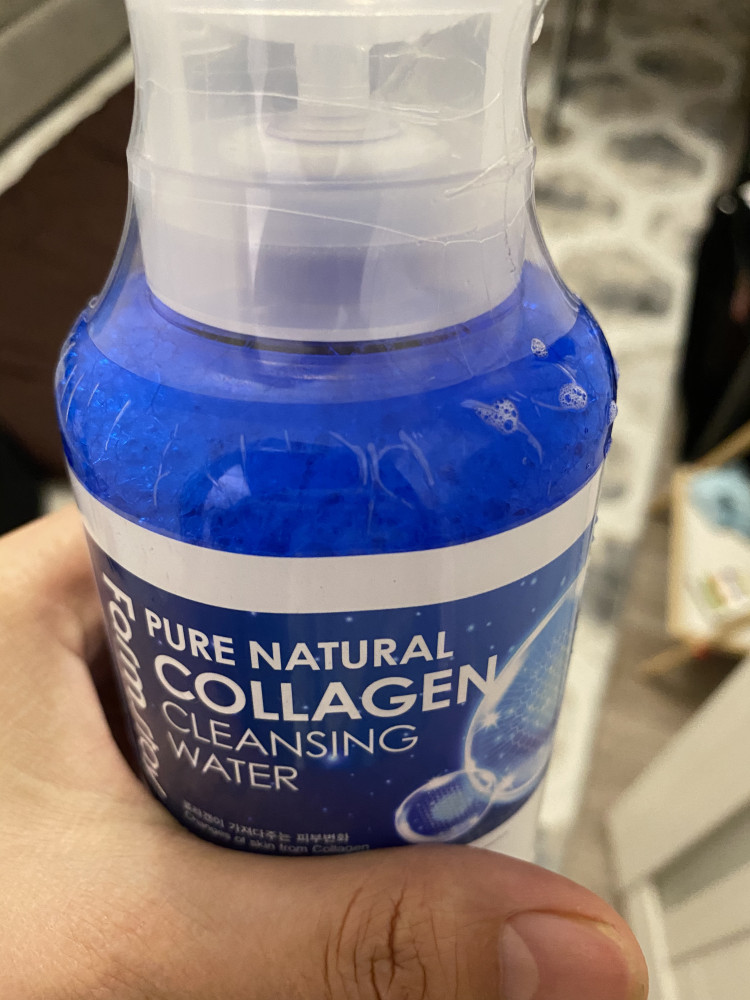 PURE NATURAL
COLLAGEN
CLEANSING
WATER
콜라겐이 가져다주는 피부변화
Changes of skin from Collagen